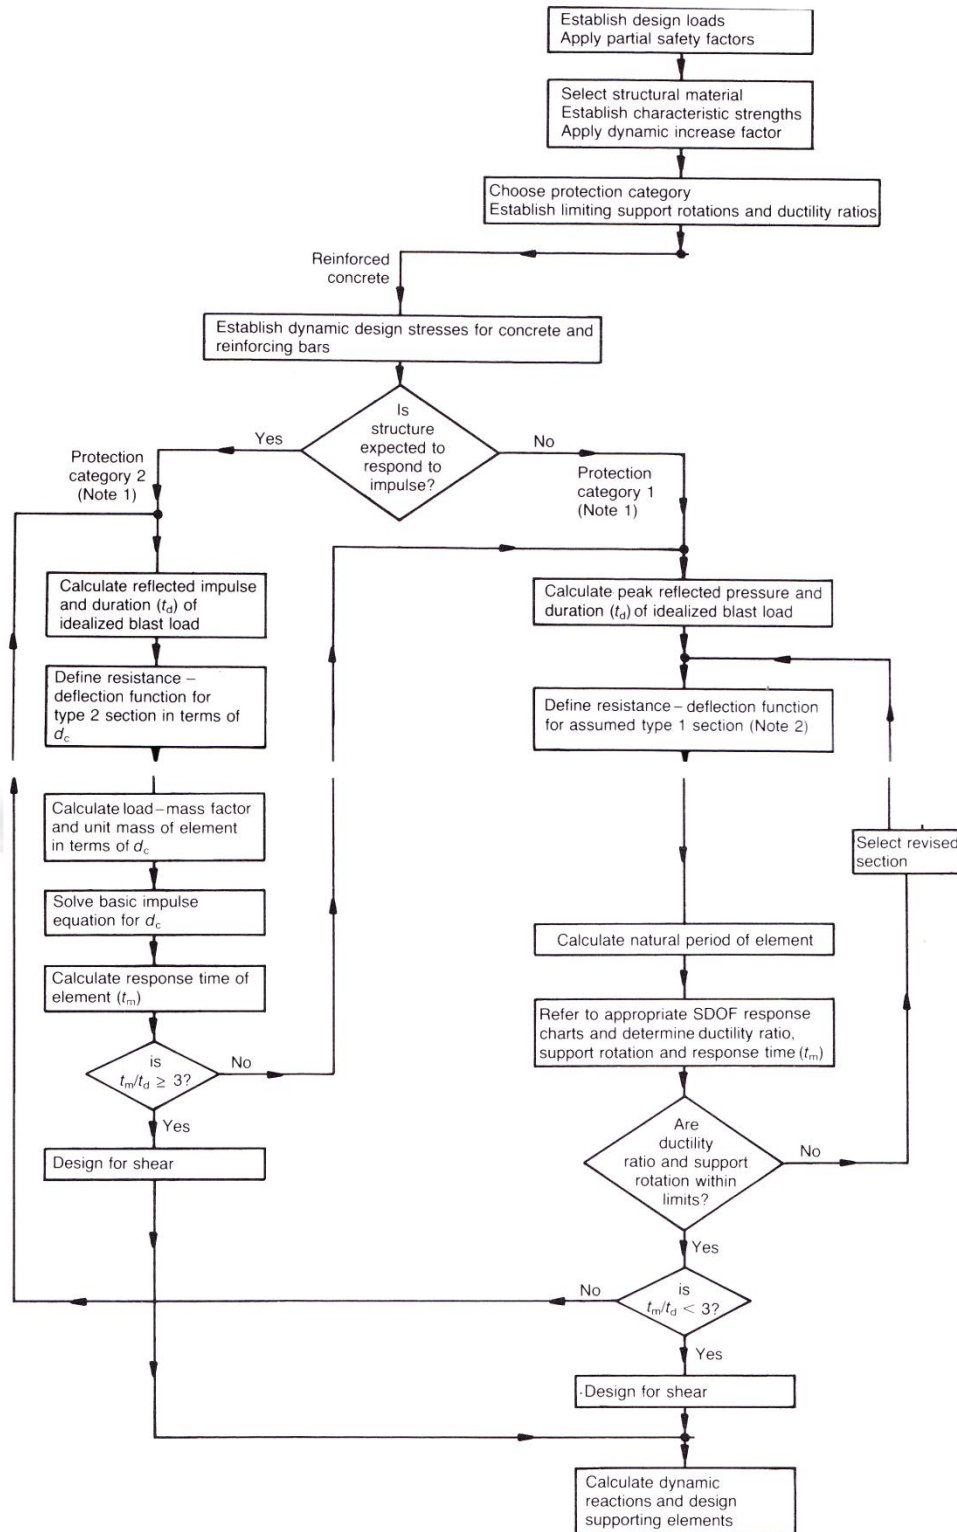 Establish design loads
Apply partial safety factors
Select structural material
Establish characteristic strengths
Apply dynamic increase factor
Choose protection category
Establish limiting support rotations and ductility ratios
Reinforced
concrete
Establish dynamic design stresses for concrete and
reinforcing bars
Is
structure
expected to
respond to
impulse?
Yes
No
Protection
category 2
(Note 1)
Protection
category 1
(Note 1)
Calculate reflected impulse
and duration (td) of
idealized blast load
Calculate peak reflected pressure and
duration (td) of idealized blast load
Define resistance –
deflection function for
type 2 section in terms of
dc
Define resistance – deflection function
for assumed type 1 section (Note 2)
Calculate load–mass factor
and unit mass of element
in terms of dc
Select revised
section
Solve basic impulse
equation for dc
Calculate natural period of element
Calculate response time of
element (tm)
Refer to appropriate SDOF response
charts and determine ductility ratio,
support rotation and response time (tm)
is
tm/td ≥ 3?
No
Yes
Design for shear
Are
ductility
ratio and support
rotation within
limits?
No
Yes
is
tm/td < 3?
No
Yes
Design for shear
Calculate dynamic
reactions and design
supporting elements